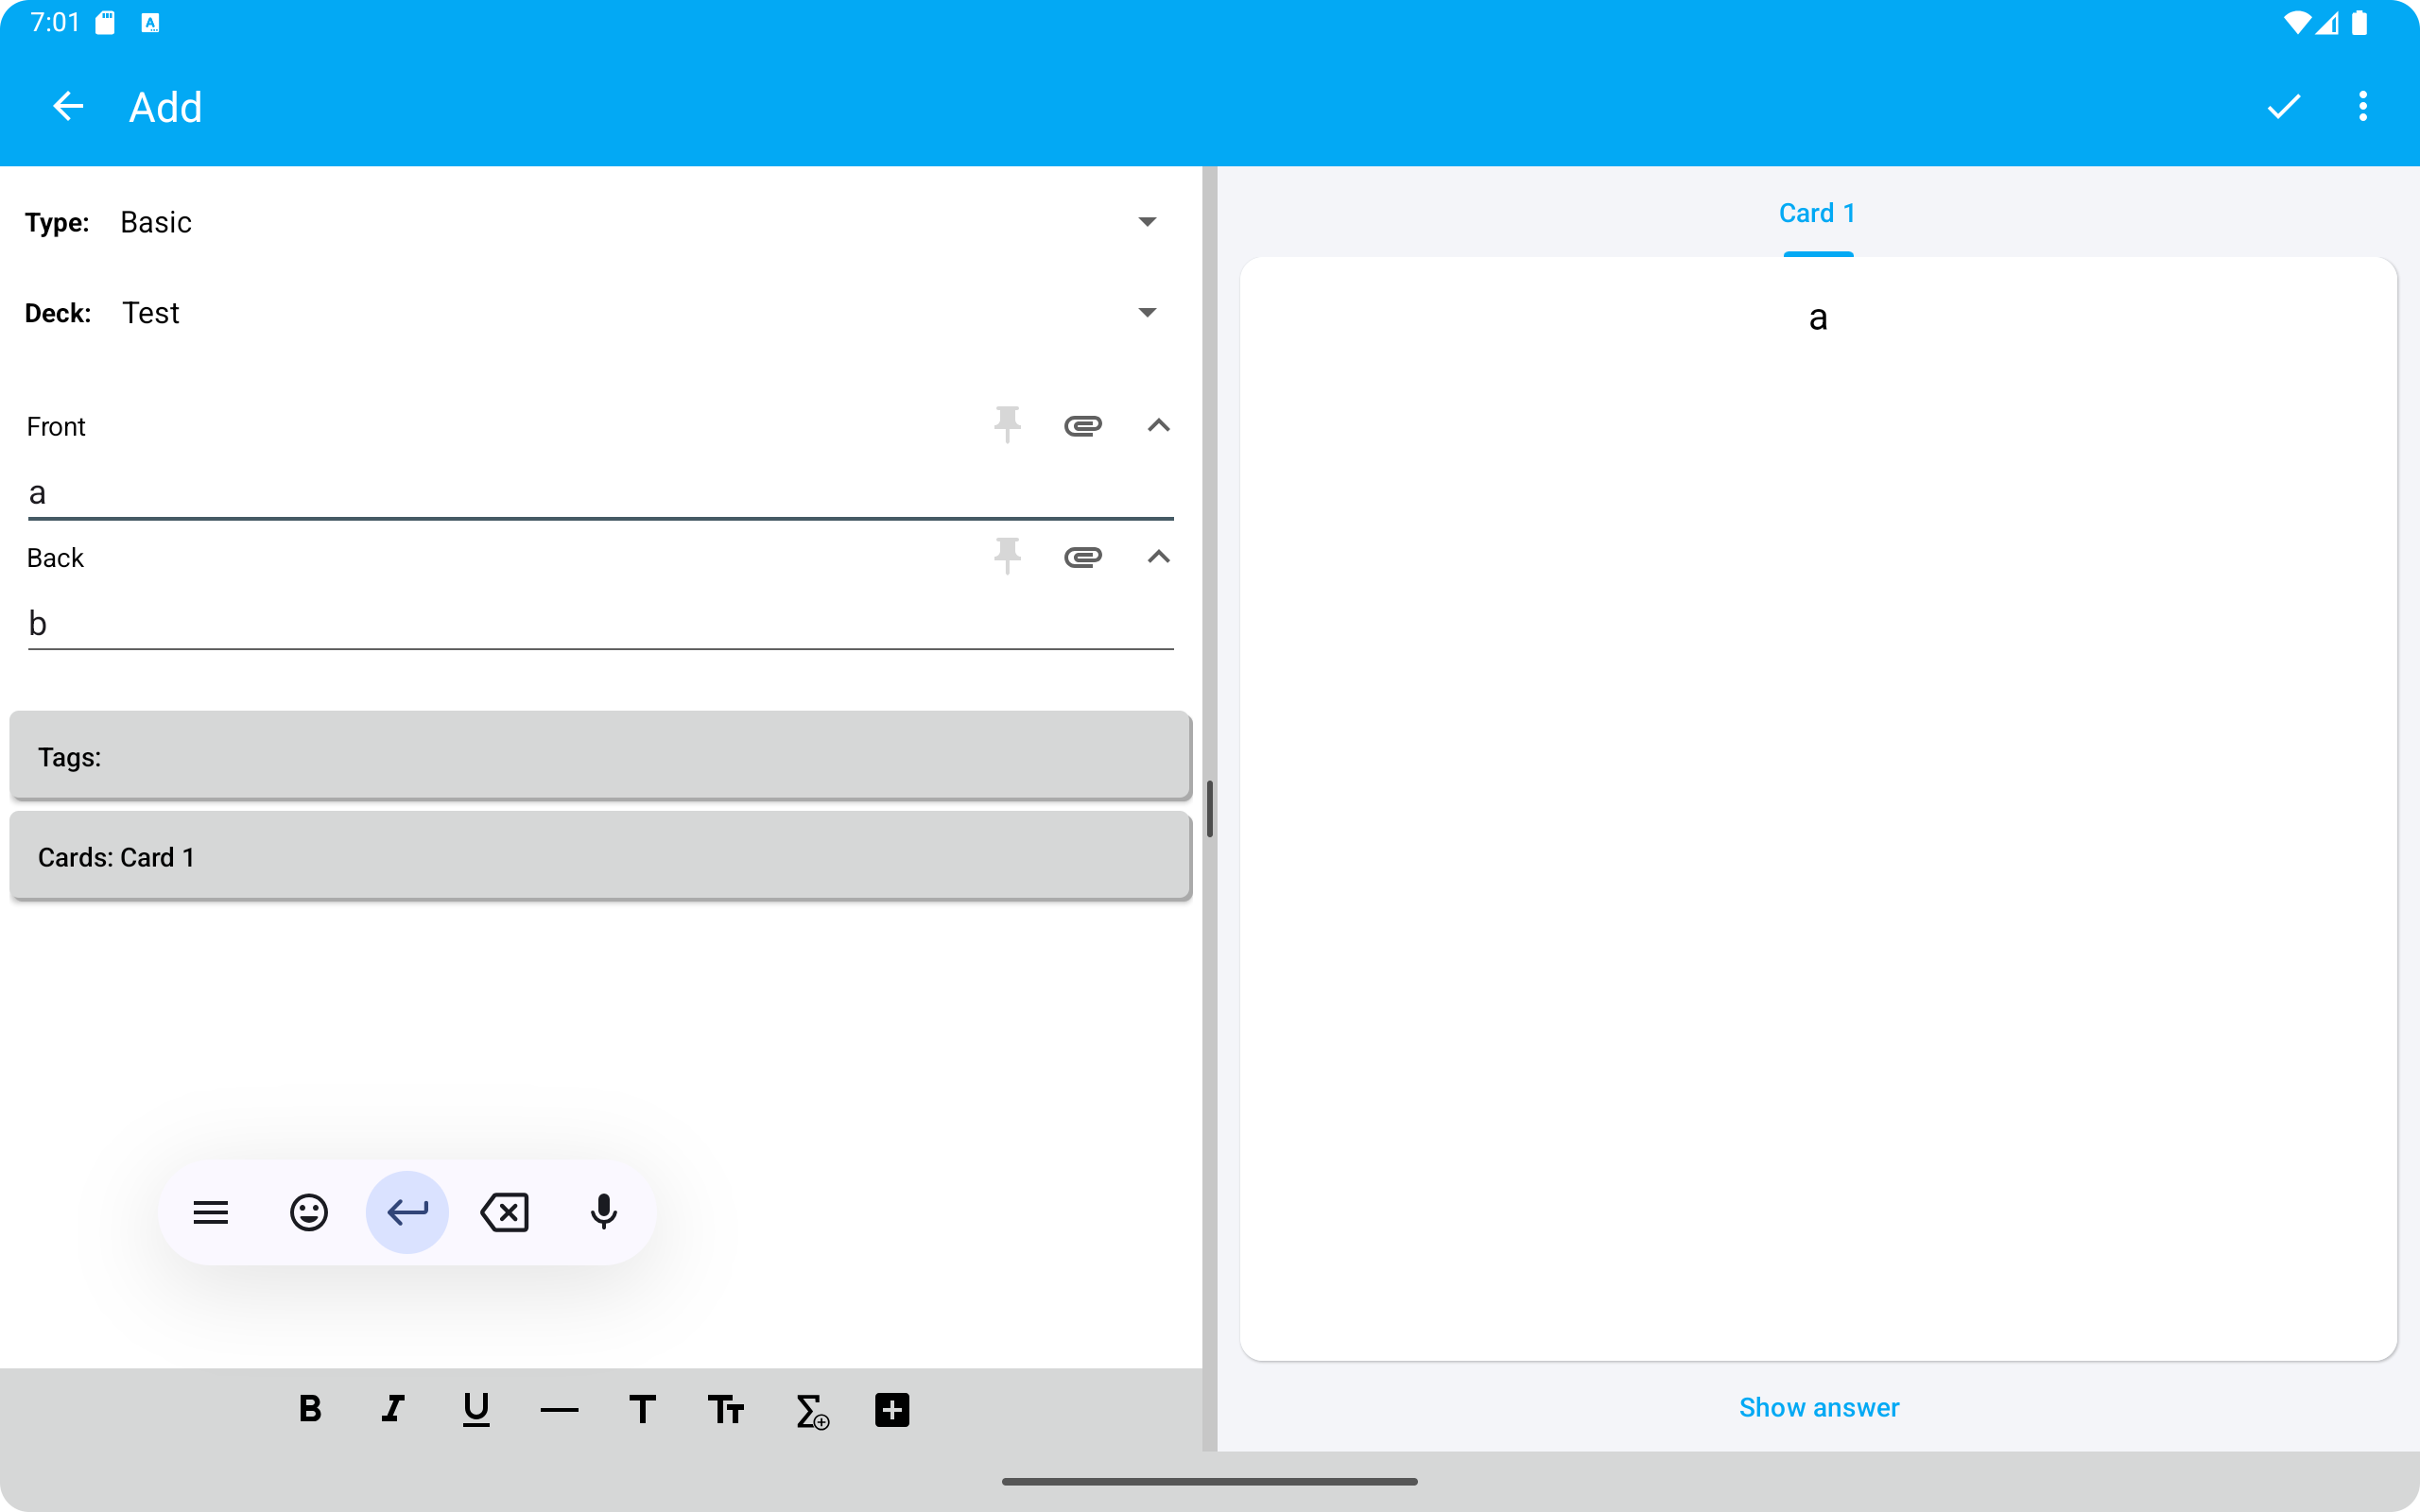 7:01
Add
Type: Basic
Deck: Test
Front
a
Back
b
Tags:
Cards: Card 1
Card 1
a
Show answer